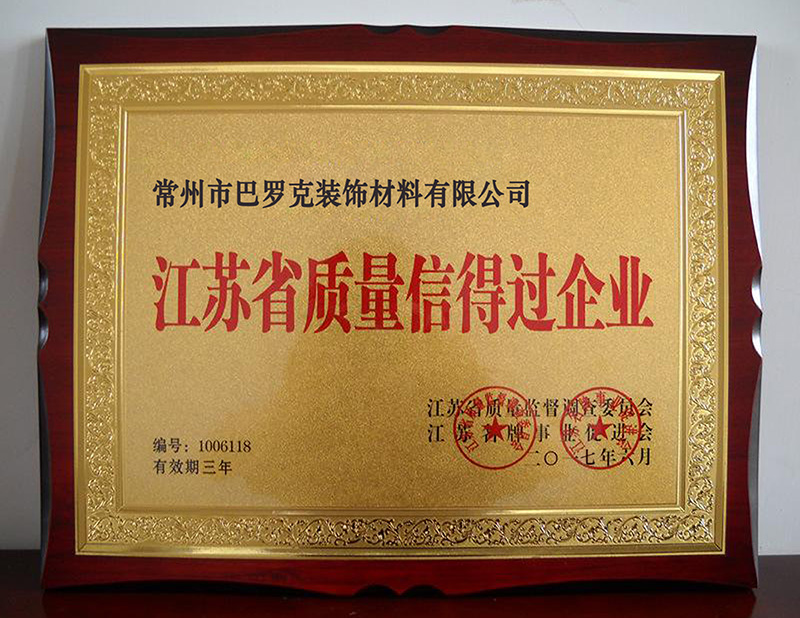 常州市巴罗克装饰材料有限公司
江苏省质量信得过企业
编号：1006118
有效期三年
江苏省质量监督调查委员会
江苏省牌事业促进会
二〇一七年六月